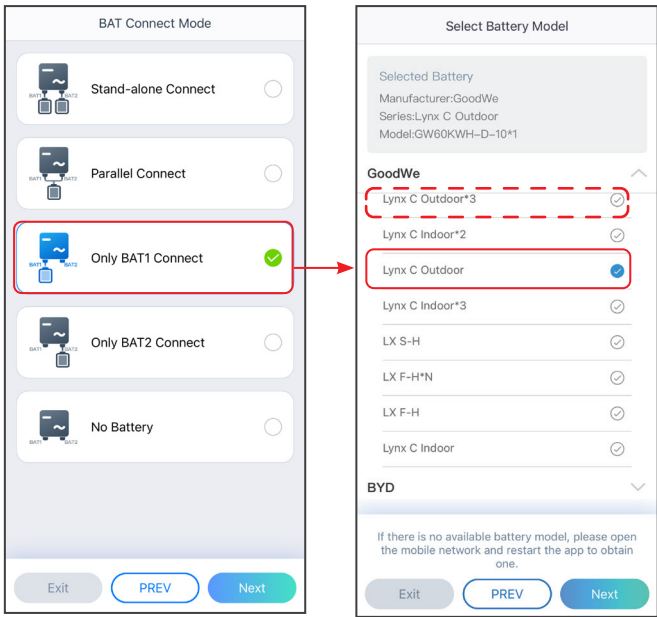 BAT Connect Mode
BAT1 BAT2
Stand-alone Connect
BAT1 BAT2
Parallel Connect
BAT1 BAT2
Only BAT1 Connect
BAT1 BAT2
Only BAT2 Connect
BAT1 BAT2
No Battery
Exit
PREV
Next
Select Battery Model
Selected Battery
Manufacturer:GoodWe
Series:Lynx C Outdoor
Model:GW60KWH-D-10*1
GoodWe
Lynx C Outdoor*3
Lynx C Indoor*2
Lynx C Outdoor
Lynx C Indoor*3
LX S-H
LX F-H*N
LX F-H
Lynx C Indoor
BYD
If there is no available battery model, please open
the mobile network and restart the app to obtain
one.
Exit
PREV
Next